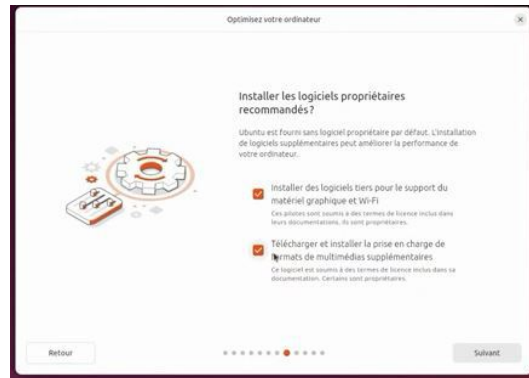 Optimisez votre ordinateur
Installer les logiciels propriétaires
recommandés?
Ubuntu est fourni sans logiciel propriétaire par défaut. L'installation
de logiciels supplémentaires peut améliorer la performance de
votre ordinateur.
Installer des logiciels tiers pour le support du
matériel graphique et Wi-Fi
Ces pilotes sont soumis à des termes de licence inclus dans
leurs documentations, ils sont propriétaires.
Télécharger et installer la prise en charge de
formats de multimédias supplémentaires
Ce logiciel est soumis à des termes de licence inclus dans sa
documentation. Certains sont propriétaires.
Retour
Suivant